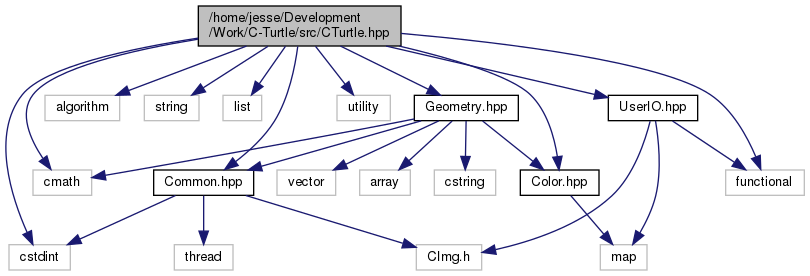 /home/jesse/Development
/Work/C-Turtle/src/CTurtle.hpp
algorithm
string
list
utility
Geometry.hpp
UserIO.hpp
cmath
Common.hpp
vector
array
cstring
Color.hpp
functional
cstdint
thread
CImg.h
map